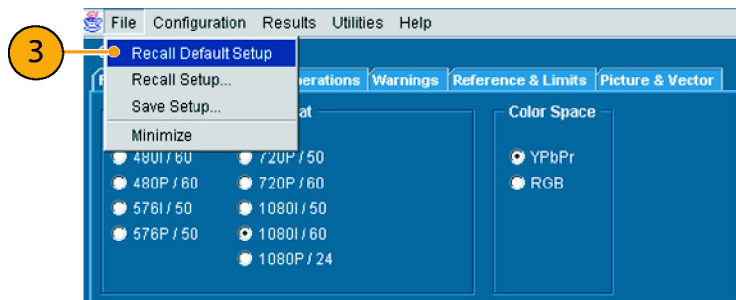 File Configuration Results Utilities Help
3
Recall Default Setup
Recall Setup...
Save Setup...
Minimize
F
erations Warnings Reference & Limits Picture & Vector
at
Color Space
480I / 60 720P / 50 YPbPr
480P / 60 720P / 60 RGB
576I / 50 1080I / 50
576P / 50 1080I / 60
1080P / 24